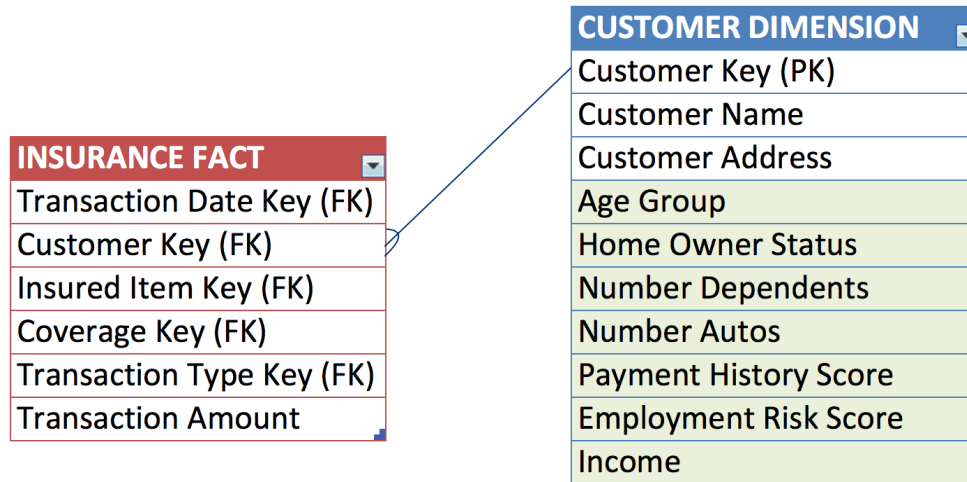 INSURANCE FACT
Transaction Date Key (FK)
Customer Key (FK)
Insured Item Key (FK)
Coverage Key (FK)
Transaction Type Key (FK)
Transaction Amount
CUSTOMER DIMENSION
Customer Key (PK)
Customer Name
Customer Address
Age Group
Home Owner Status
Number Dependents
Number Autos
Payment History Score
Employment Risk Score
Income